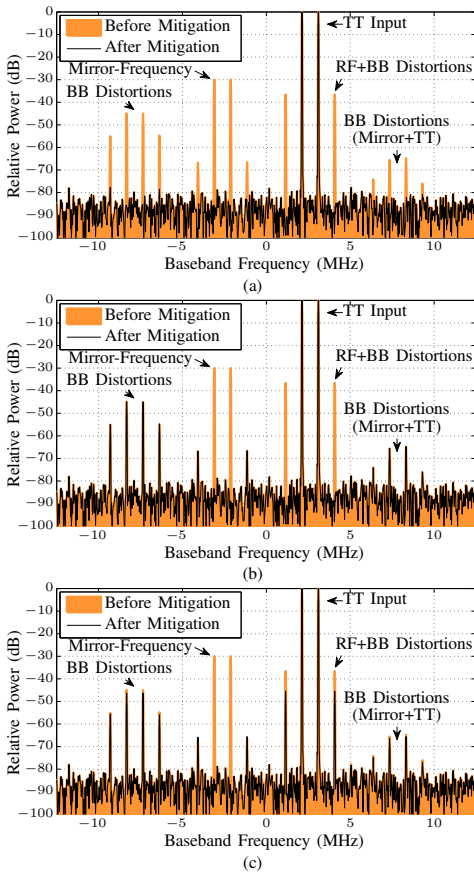 0
−10
−20
−30
−40
−50
−60
−70
−80
−90
−100
Relative Power (dB)
Before Mitigation
After Mitigation
TT Input
Mirror-Frequency
BB Distortions
RF+BB Distortions
BB Distortions
(Mirror+TT)
−10 −5 0 5 10
Baseband Frequency (MHz)
(a)
0
−10
−20
−30
−40
−50
−60
−70
−80
−90
−100
Relative Power (dB)
Before Mitigation
After Mitigation
TT Input
Mirror-Frequency
BB Distortions
RF+BB Distortions
BB Distortions
(Mirror+TT)
−10 −5 0 5 10
Baseband Frequency (MHz)
(b)
0
−10
−20
−30
−40
−50
−60
−70
−80
−90
−100
Relative Power (dB)
Before Mitigation
After Mitigation
TT Input
Mirror-Frequency
BB Distortions
RF+BB Distortions
BB Distortions
(Mirror+TT)
−10 −5 0 5 10
Baseband Frequency (MHz)
(c)